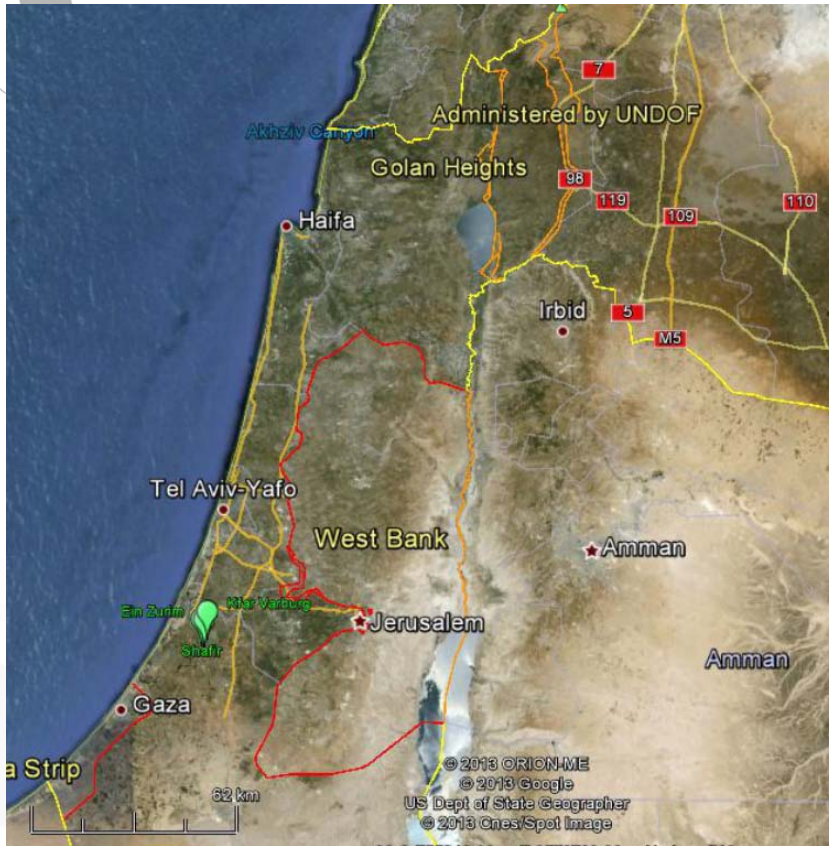 7
Administered by UNDOF
Akhziv Canyon
Golan Heights
98
119
110
109
Haifa
5
Irbid
M5
Tel Aviv-Yafo
West Bank
Amman
Ein Zurim
Kfar Varburg
Jerusalem
Shafir
Amman
Gaza
a Strip
© 2013 ORION-ME
© 2013 Google
62 km
US Dept of State Geographer
© 2013 Cnes/Spot Image